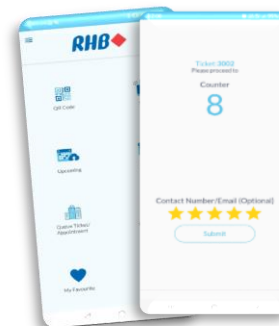 RHB
QR Code
Upcoming
Queue Ticket/
Appointment
My Favourite
Ticket 3002
Please proceed to
Counter
8
Contact Number/Email (Optional)
Submit